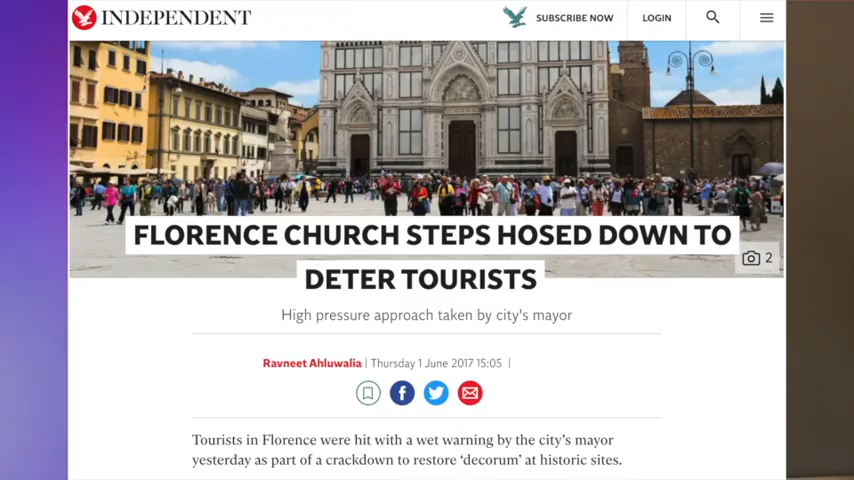 INDEPENDENT
SUBSCRIBE NOW
LOGIN
FLORENCE CHURCH STEPS HOSED DOWN TO
DETER TOURISTS
2
High pressure approach taken by city's mayor
Ravneet Ahluwalia | Thursday 1 June 2017 15:05 |
Tourists in Florence were hit with a wet warning by the city’s mayor
yesterday as part of a crackdown to restore ‘decorum’ at historic sites.